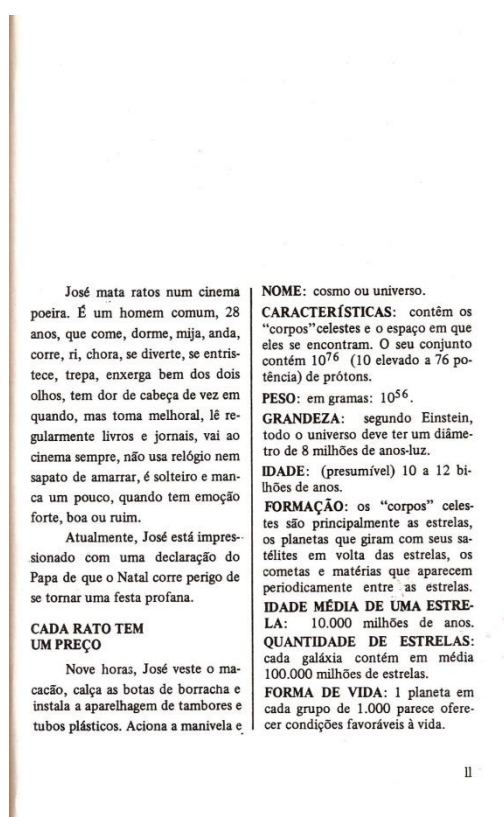 José mata ratos num cinema
poeira. É um homem comum, 28
anos, que come, dorme, mija, anda,
corre, ri, chora, se diverte, se entris-
tece, trepa, enxerga bem dos dois
olhos, tem dor de cabeça de vez em
quando, mas toma melhoral, lê re-
gularmente livros e jornais, vai ao
cinema sempre, não usa relógio nem
sapato de amarrar, é solteiro e man-
ca um pouco, quando tem emoção
forte, boa ou ruim.
Atualmente, José está impres-
sionado com uma declaração do
Papa de que o Natal corre perigo de
se tornar uma festa profana.
CADA RATO TEM
UM PREÇO
Nove horas, José veste o ma-
cacão, calça as botas de borracha e
instala a aparelhagem de tambores e
tubos plásticos. Aciona a manivela e
NOME: cosmo ou universo.
CARACTERÍSTICAS: contêm os
“corpos”celestes e o espaço em que
eles se encontram. O seu conjunto
contém 10⁷⁶ (10 elevado a 76 po-
tência) de prótons.
PESO: em gramas: 10⁵⁶.
GRANDEZA: segundo Einstein,
todo o universo deve ter um diâme-
tro de 8 milhões de anos-luz.
IDADE: (presumível) 10 a 12 bi-
lhões de anos.
FORMAÇÃO: os “corpos” celes-
tes são principalmente as estrelas,
os planetas que giram com seus sa-
télites em volta das estrelas, os
cometas e matérias que aparecem
periodicamente entre as estrelas.
IDADE MÉDIA DE UMA ESTRE-
LA: 10.000 milhões de anos.
QUANTIDADE DE ESTRELAS:
cada galáxia contém em média
100.000 milhões de estrelas.
FORMA DE VIDA: 1 planeta em
cada grupo de 1.000 parece ofere-
cer condições favoráveis à vida.
11